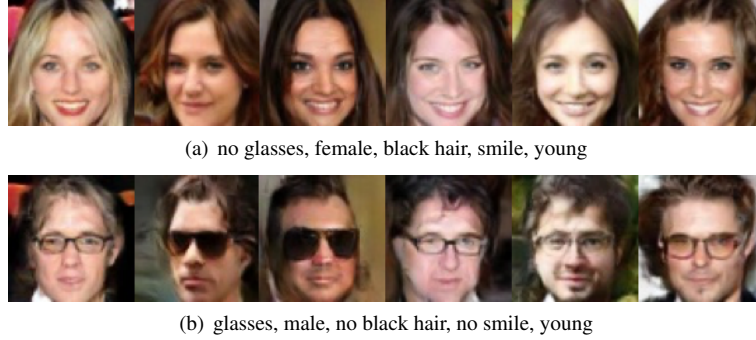 (a) no glasses, female, black hair, smile, young
(b) glasses, male, no black hair, no smile, young